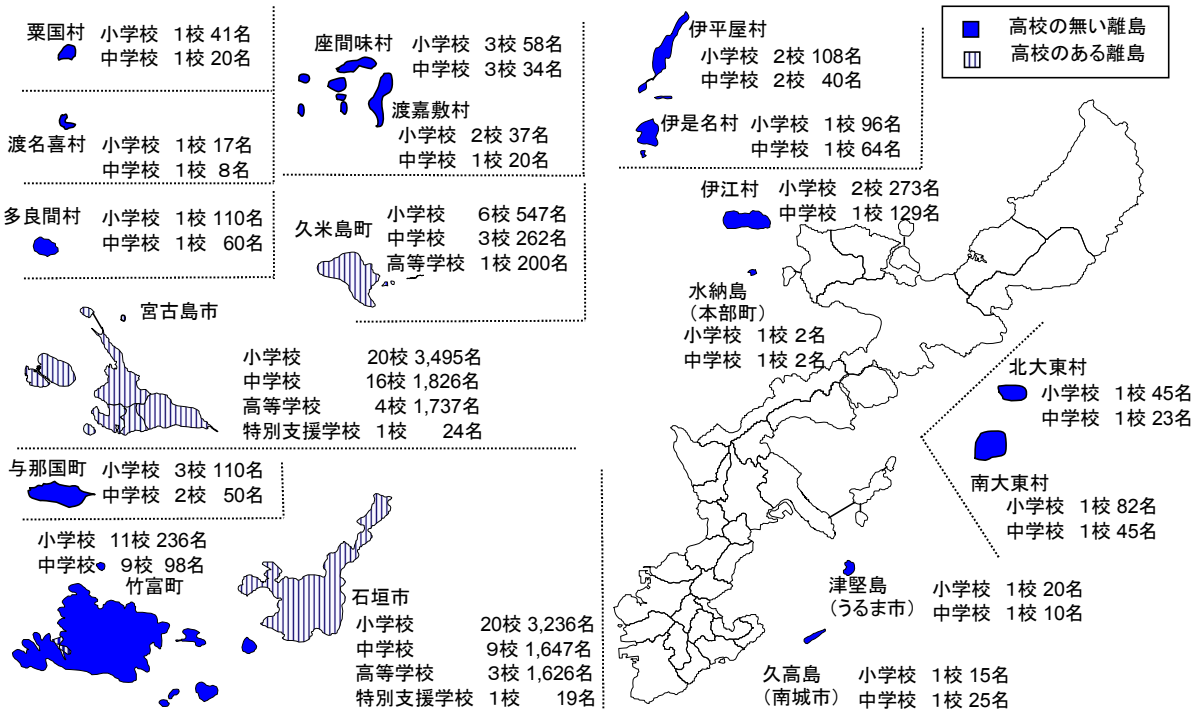 粟国村
小学校 1校 41名
中学校 1校 20名
渡名喜村
小学校 1校 17名
中学校 1校 8名
多良間村
小学校 1校 110名
中学校 1校 60名
座間味村
小学校 3校 58名
中学校 3校 34名
渡嘉敷村
小学校 2校 37名
中学校 1校 20名
久米島町
小学校 6校 547名
中学校 3校 262名
高等学校 1校 200名
宮古島市
小学校 20校 3,495名
中学校 16校 1,826名
高等学校 4校 1,737名
特別支援学校 1校 24名
与那国町
小学校 3校 110名
中学校 2校 50名
小学校 11校 236名
中学校 9校 98名
竹富町
石垣市
小学校 20校 3,236名
中学校 9校 1,647名
高等学校 3校 1,626名
特別支援学校 1校 19名
伊平屋村
小学校 2校 108名
中学校 2校 40名
伊是名村
小学校 1校 96名
中学校 1校 64名
伊江村
小学校 2校 273名
中学校 1校 129名
水納島
(本部町)
小学校 1校 2名
中学校 1校 2名
高校の無い離島
高校のある離島
北大東村
小学校 1校 45名
中学校 1校 23名
南大東村
小学校 1校 82名
中学校 1校 45名
津堅島
(うるま市)
小学校 1校 20名
中学校 1校 10名
久高島
(南城市)
小学校 1校 15名
中学校 1校 25名